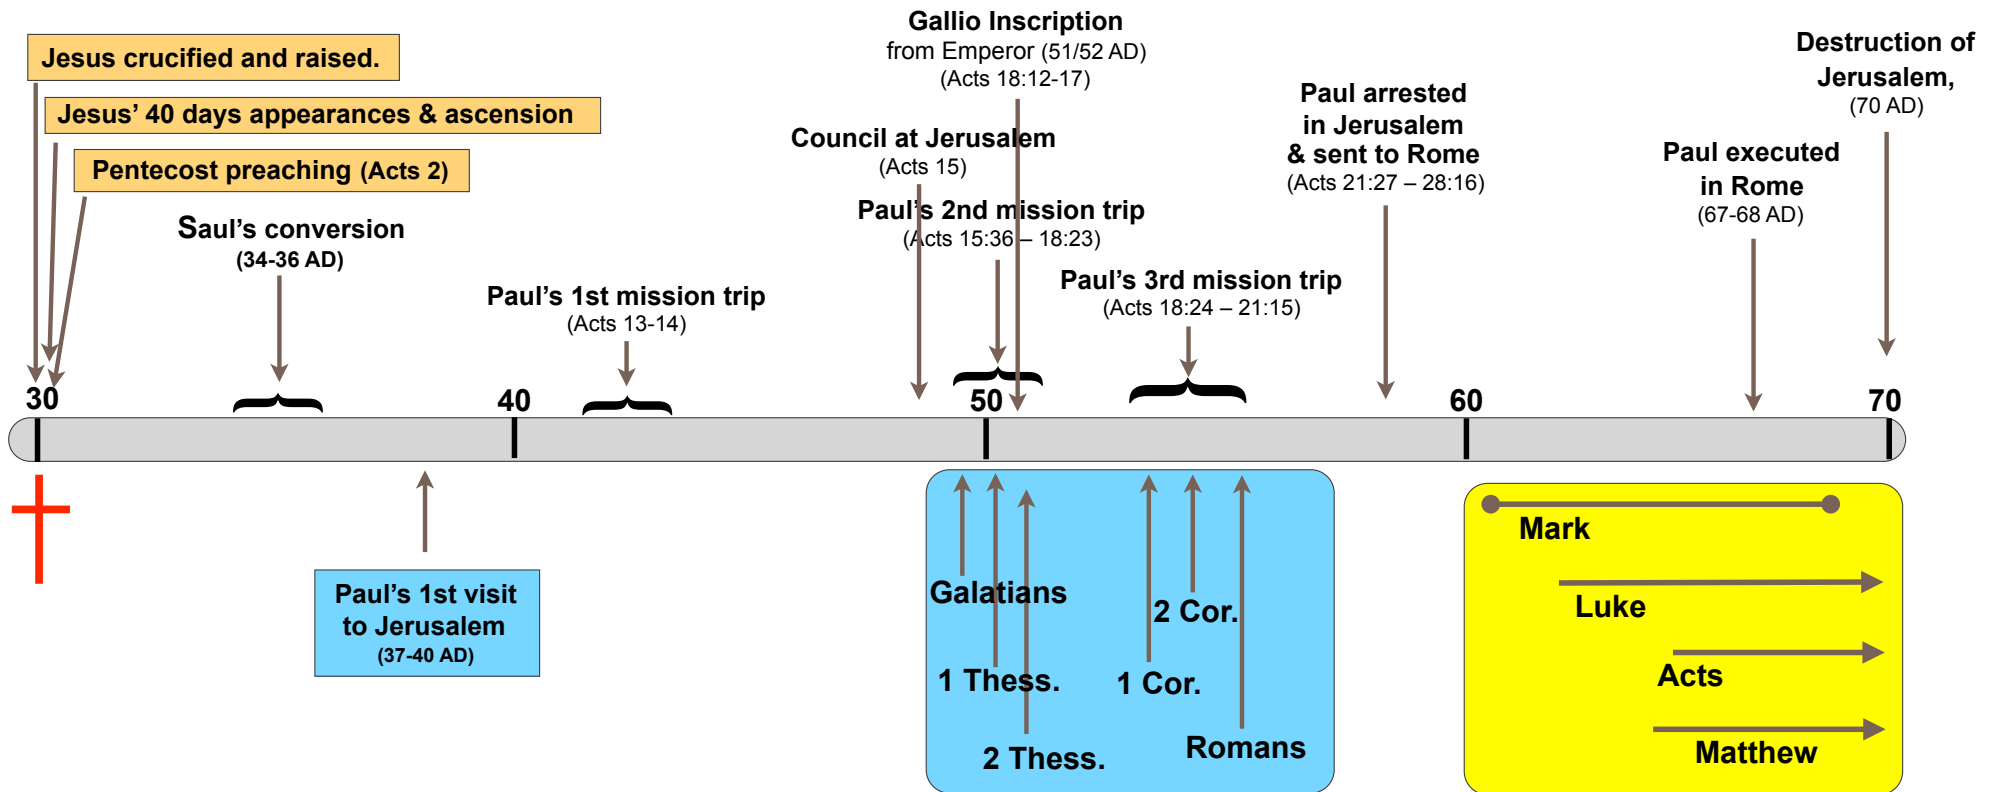 Jesus crucified and raised.
Jesus’ 40 days appearances & ascension
Pentecost preaching (Acts 2)
Saul’s conversion
(34-36 AD)
Paul’s 1st mission trip
(Acts 13-14)
Gallio Inscription
from Emperor (51/52 AD)
(Acts 18:12-17)
Council at Jerusalem
(Acts 15)
Paul’s 2nd mission trip
(Acts 15:36 – 18:23)
Paul’s 3rd mission trip
(Acts 18:24 – 21:15)
Paul arrested
in Jerusalem
& sent to Rome
(Acts 21:27 – 28:16)
Paul executed
in Rome
(67-68 AD)
Destruction of
Jerusalem,
(70 AD)
30 40 50 60 70
Paul’s 1st visit
to Jerusalem
(37-40 AD)
Galatians
1 Thess.
2 Thess.
1 Cor.
2 Cor.
Romans
Mark
Luke
Acts
Matthew